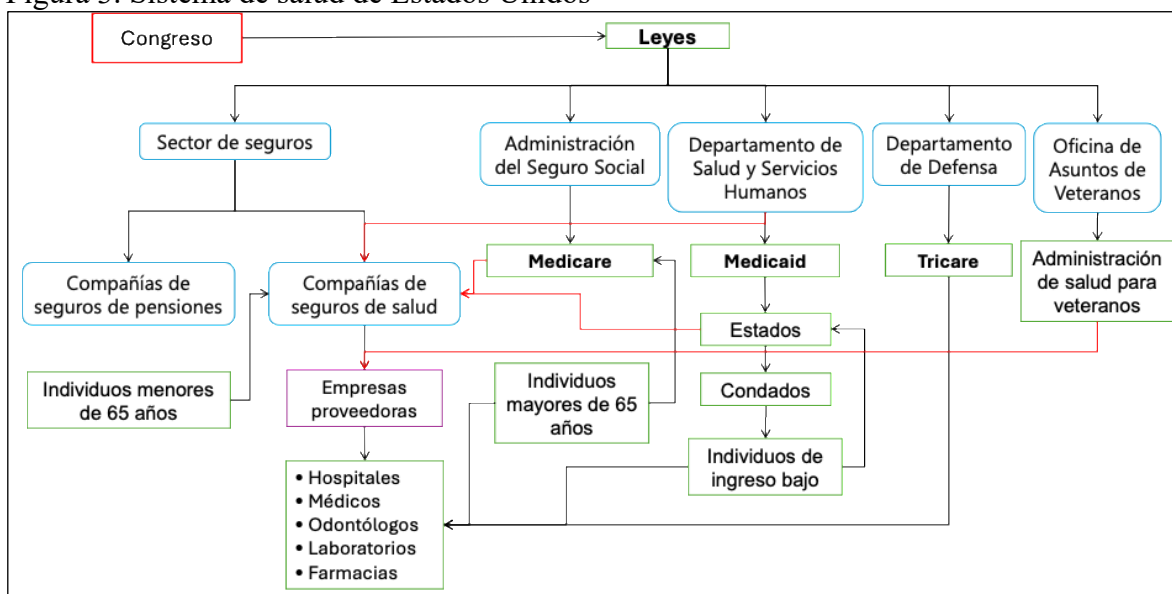 Figura 3. Sistema de salud de Estados Unidos
Congreso
Leyes
Sector de seguros
Administración
del Seguro Social
Departamento de
Salud y Servicios
Humanos
Departamento
de Defensa
Oficina de
Asuntos de
Veteranos
Compañías de
seguros de pensiones
Compañías de
seguros de salud
Medicare
Medicaid
Tricare
Administración
de salud para
veteranos
Estados
Individuos menores
de 65 años
Empresas
proveedoras
Individuos
mayores de 65
años
Condados
Individuos de
ingreso bajo
• Hospitales
• Médicos
• Odontólogos
• Laboratorios
• Farmacias